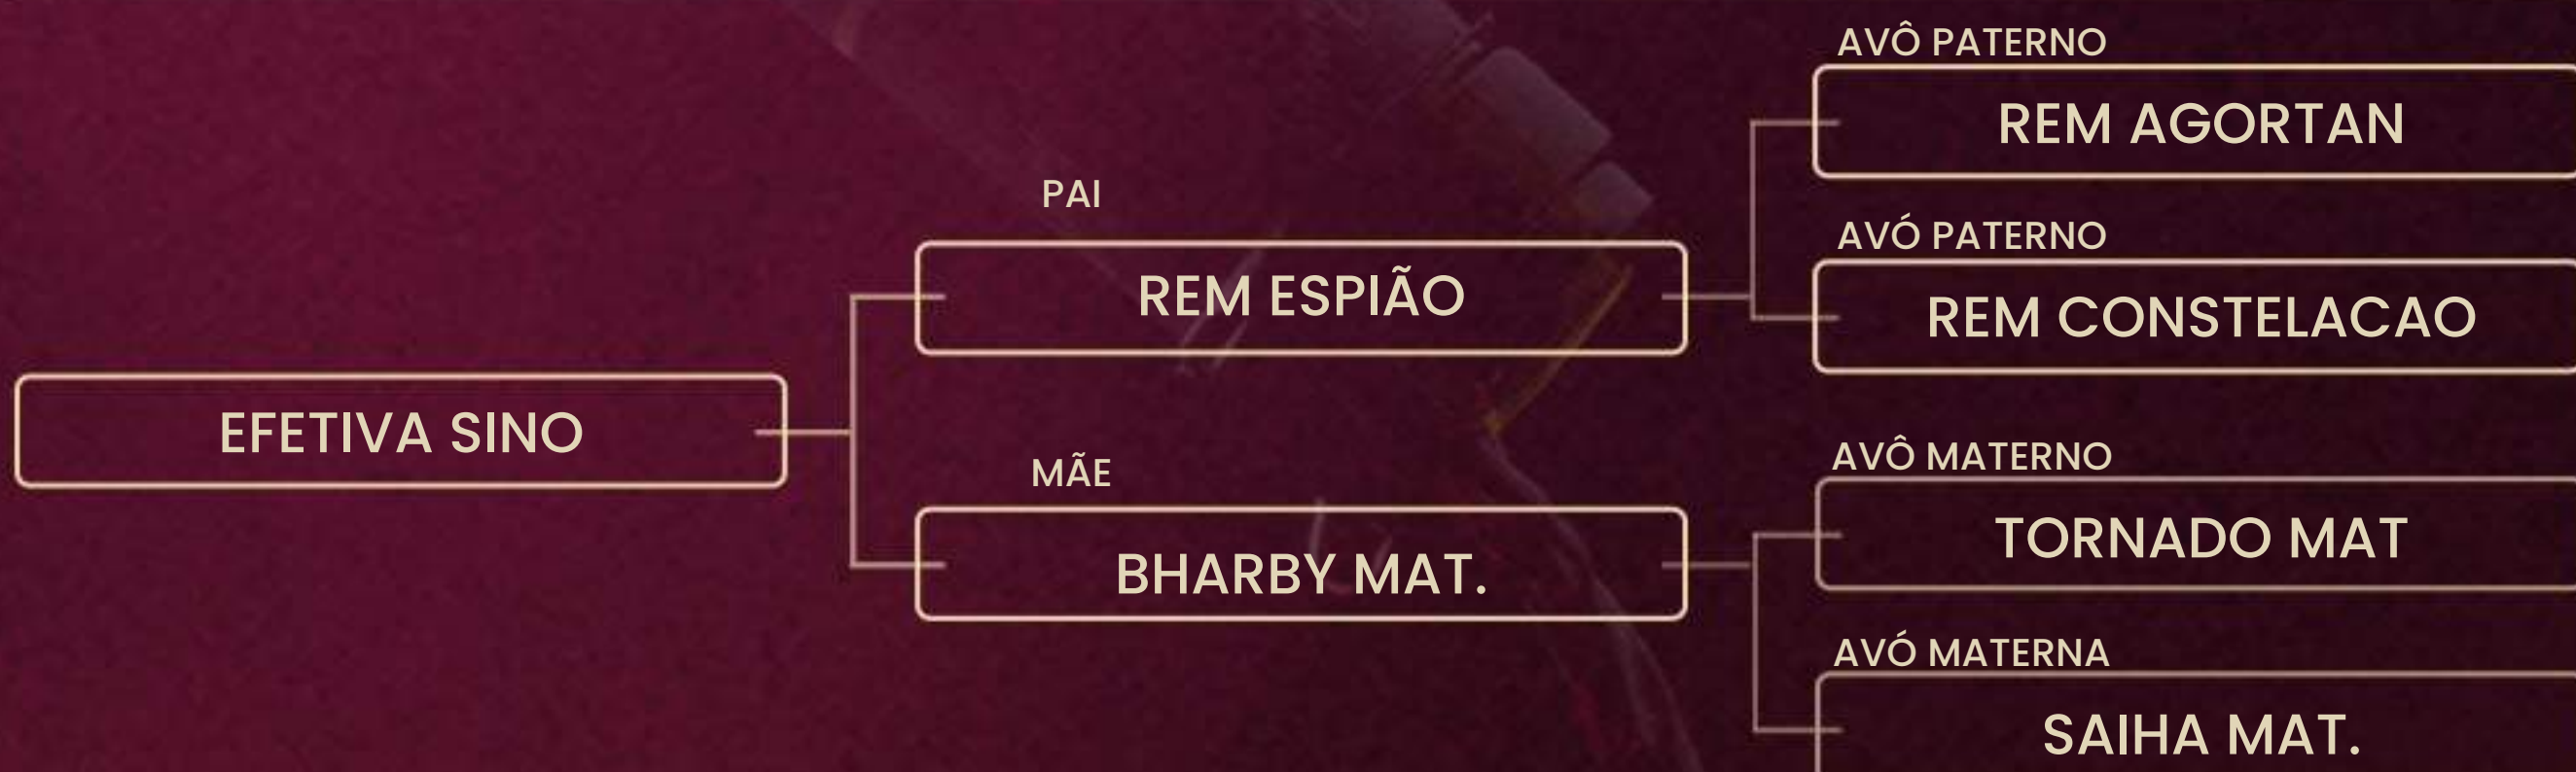 AVÔ PATERNO
REM AGORTAN
PAI
AVÓ PATERNO
REM ESPIÃO
REM CONSTELACAO
EFETIVA SINO
MÃE
AVÔ MATERNO
BHARBY MAT.
TORNADO MAT
AVÓ MATERNA
SAIHA MAT.